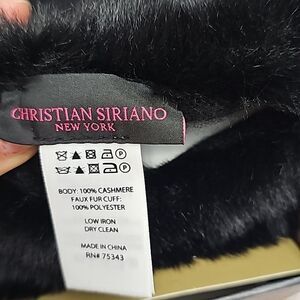 CHRISTIAN SIRIANO
NEW YORK
BODY: 100% CASHMERE
FAUX FUR CUFF:
100% POLYESTER
LOW IRON
DRY CLEAN
MADE IN CHINA
RN# 75343